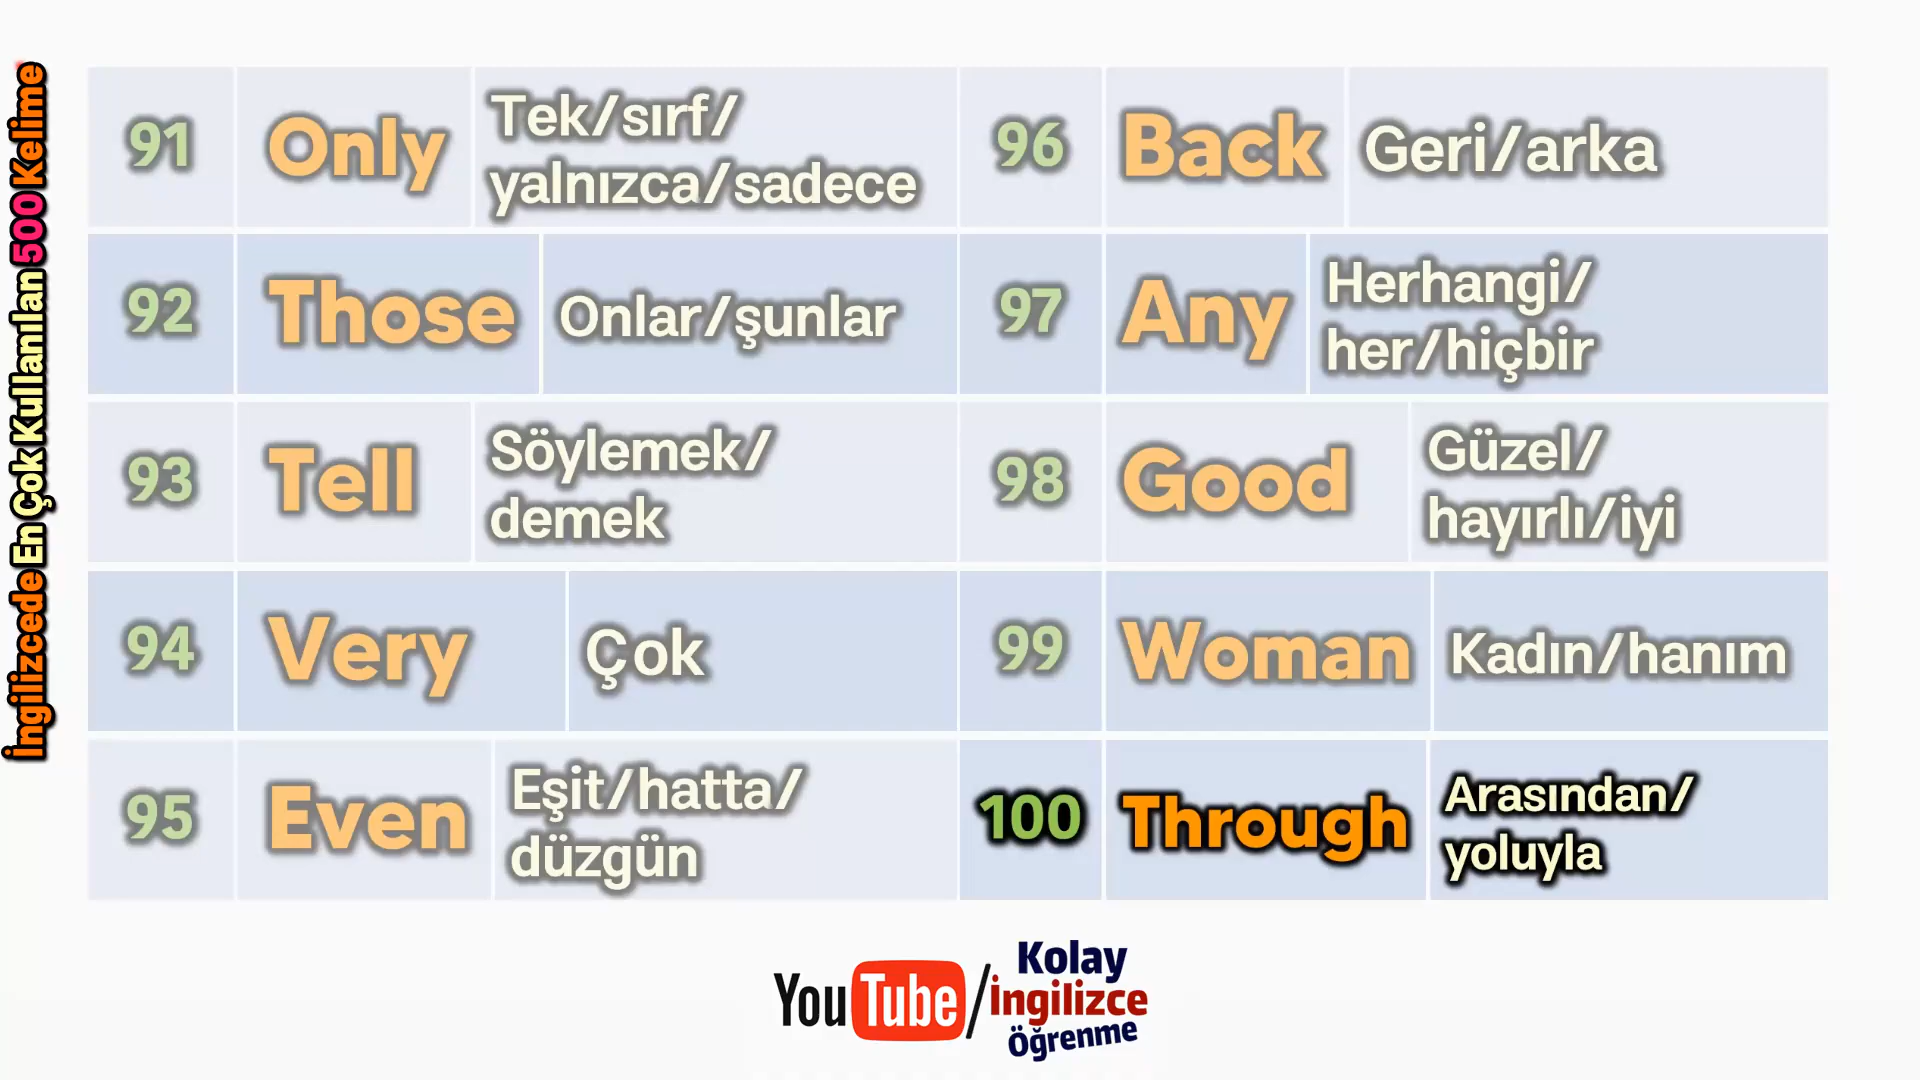 İngilizcede En Çok Kullanılan 500 Kelime
91 Only Tek/sırf/
yalnızca/sadece
92 Those Onlar/şunlar
93 Tell Söylemek/
demek
94 Very Çok
95 Even Eşit/hatta/
düzgün
96 Back Geri/arka
97 Any Herhangi/
her/hiçbir
98 Good Güzel/
hayırlı/iyi
99 Woman Kadın/hanım
100 Through Arasından/
yoluyla
YouTube/Kolay
İngilizce
Öğrenme